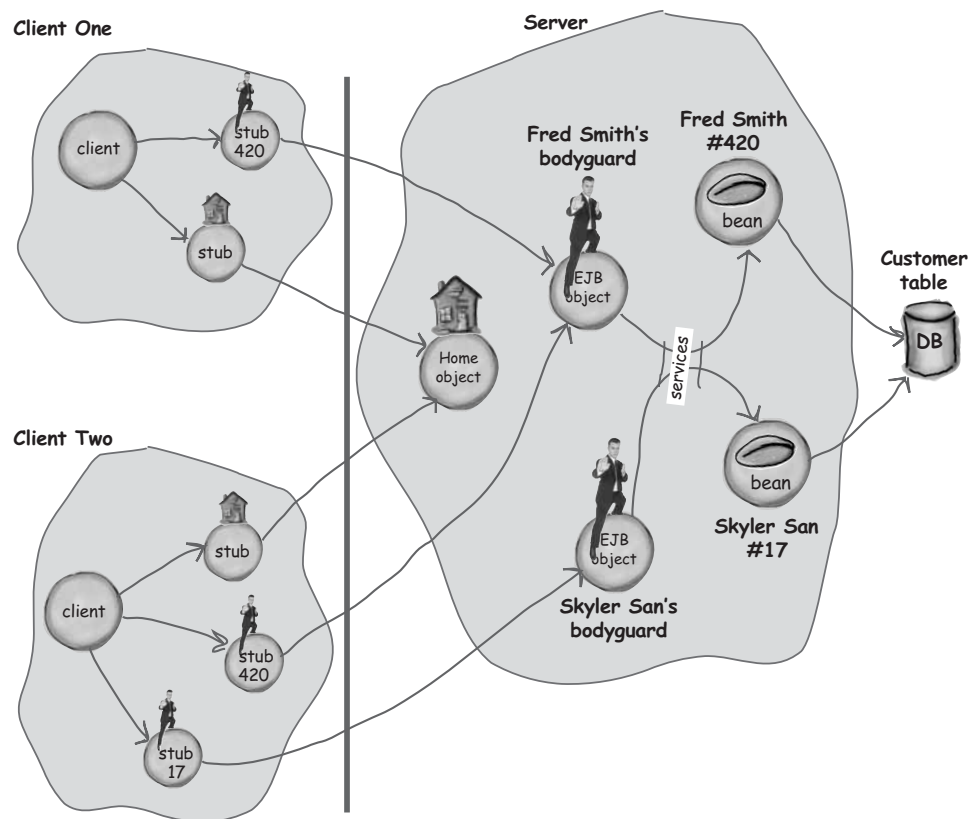 Client One
client
stub
420
stub
Server
Fred Smith's
bodyguard
EJB
object
Fred Smith
#420
bean
Home
object
services
Customer
table
DB
bean
Skyler San
#17
EJB
object
Skyler San's
bodyguard
Client Two
client
stub
stub
420
stub
17